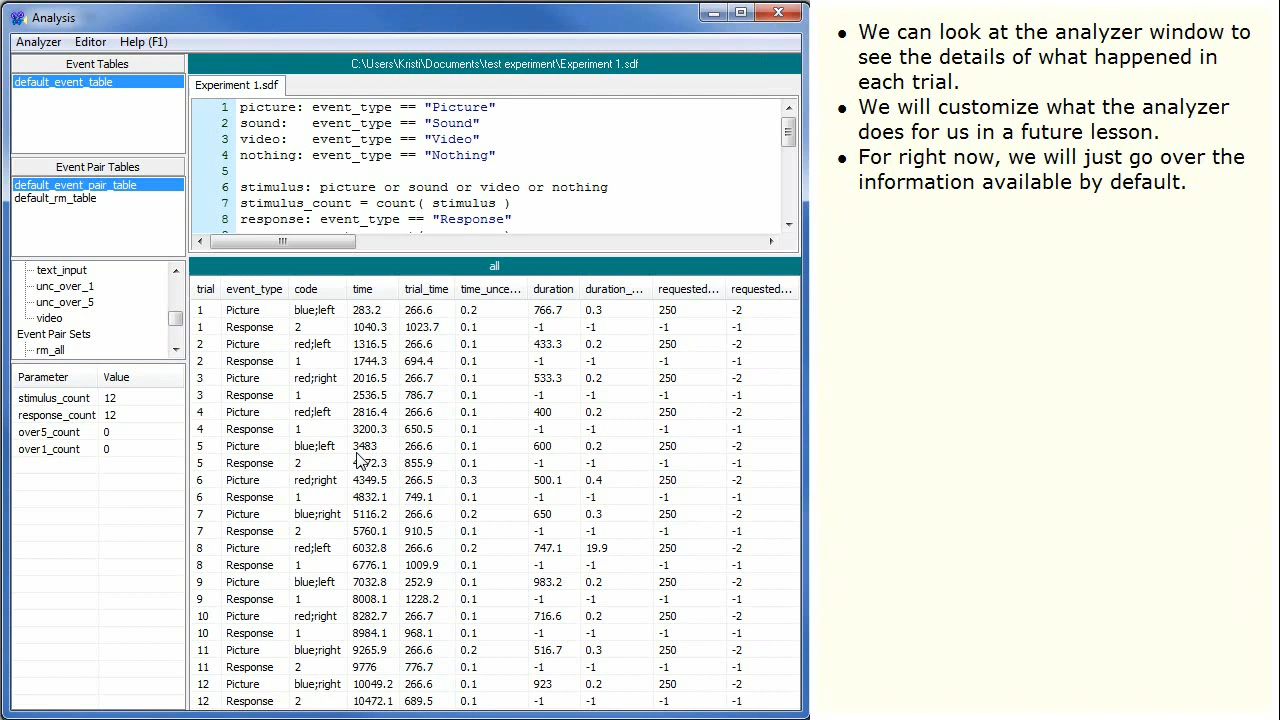 Analysis
Analyzer Editor Help (F1)
Event Tables
default_event_table
Event Pair Tables
default_event_pair_table
default_rm_table
text_input
unc_over_1
unc_over_5
video
Event Pair Sets
rm_all
Parameter Value
stimulus_count 12
response_count 12
over5_count 0
over1_count 0
C:\Users\Kristi\Documents\test experiment\Experiment 1.sdf
Experiment 1.sdf
1 picture: event_type == "Picture"
2 sound: event_type == "Sound"
3 video: event_type == "Video"
4 nothing: event_type == "Nothing"
5
6 stimulus: picture or sound or video or nothing
7 stimulus_count = count( stimulus )
8 response: event_type == "Response"
all
trial event_type code time trial_time time_unce... duration duration_... requested... requested...
1 Picture blue;left 283.2 266.6 0.2 766.7 0.3 250 -2
1 Response 2 1040.3 1023.7 0.1 -1 -1 -1 -1
2 Picture red;left 1316.5 266.6 0.1 433.3 0.2 250 -2
2 Response 1 1744.3 694.4 0.1 -1 -1 -1 -1
3 Picture red;right 2016.5 266.7 0.1 533.3 0.2 250 -2
3 Response 1 2536.5 786.7 0.1 -1 -1 -1 -1
4 Picture red;left 2816.4 266.6 0.1 400 0.2 250 -2
4 Response 1 3200.3 650.5 0.1 -1 -1 -1 -1
5 Picture blue;left 3483 266.6 0.1 600 0.2 250 -2
5 Response 2 855.9 0.1 -1 -1 -1 -1
6 Picture red;right 4349.5 266.5 0.3 500.1 0.4 250 -2
6 Response 1 4832.1 749.1 0.1 -1 -1 -1 -1
7 Picture blue;right 5116.2 266.6 0.2 650 0.3 250 -2
7 Response 2 5760.1 910.5 0.1 -1 -1 -1 -1
8 Picture red;left 6032.8 266.6 0.2 747.1 19.9 250 -2
8 Response 1 6776.1 1009.9 0.1 -1 -1 -1 -1
9 Picture blue;left 7032.8 252.9 0.1 983.2 0.2 250 -2
9 Response 1 8008.1 1228.2 0.1 -1 -1 -1 -1
10 Picture red;right 8282.7 266.7 0.1 716.6 0.2 250 -2
10 Response 1 8984.1 968.1 0.1 -1 -1 -1 -1
11 Picture blue;right 9265.9 266.6 0.2 516.7 0.3 250 -2
11 Response 2 9776 776.7 0.1 -1 -1 -1 -1
12 Picture blue;right 10049.2 266.6 0.1 923 0.2 250 -2
12 Response 2 10472.1 689.5 0.1 -1 -1 -1 -1
• We can look at the analyzer window to
see the details of what happened in
each trial.
• We will customize what the analyzer
does for us in a future lesson.
• For right now, we will just go over the
information available by default.